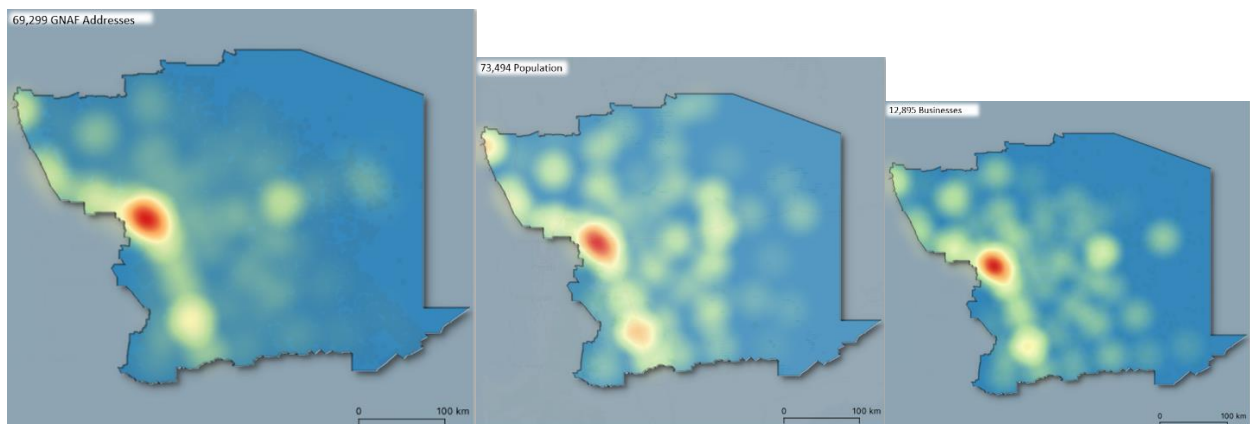 69,299 GNAF Addresses
73,494 Population
12,895 Businesses
0 100 km
0 100 km
0 100 km